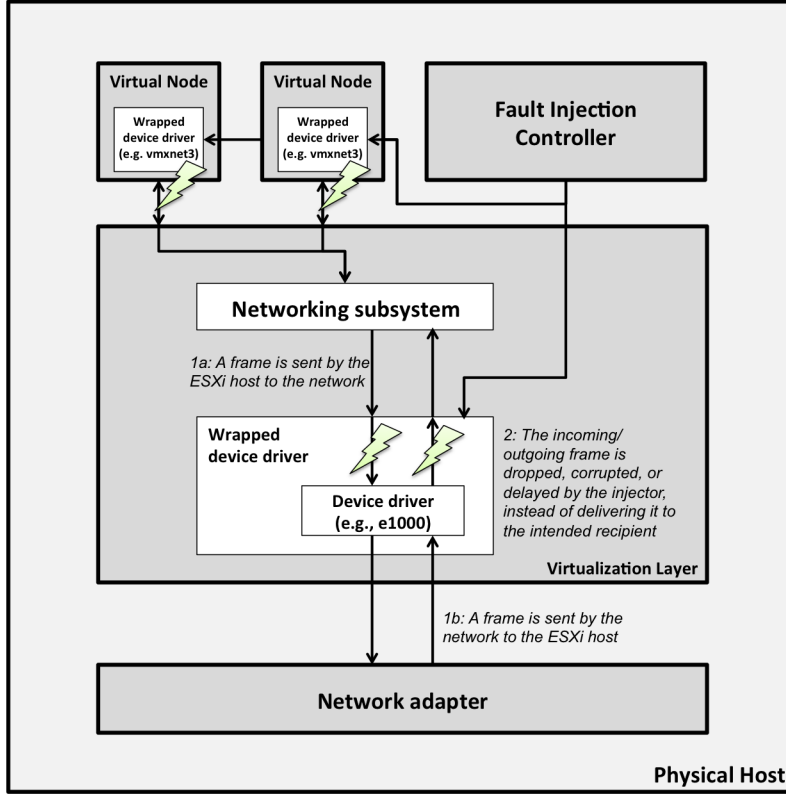 Virtual Node
Wrapped
device driver
(e.g. vmxnet3)
Virtual Node
Wrapped
device driver
(e.g. vmxnet3)
Fault Injection
Controller
Networking subsystem
1a: A frame is sent by the
ESXi host to the network
Wrapped
device driver
Device driver
(e.g., e1000)
2: The incoming/
outgoing frame is
dropped, corrupted, or
delayed by the injector,
instead of delivering it to
the intended recipient
Virtualization Layer
1b: A frame is sent by the
network to the ESXi host
Network adapter
Physical Host